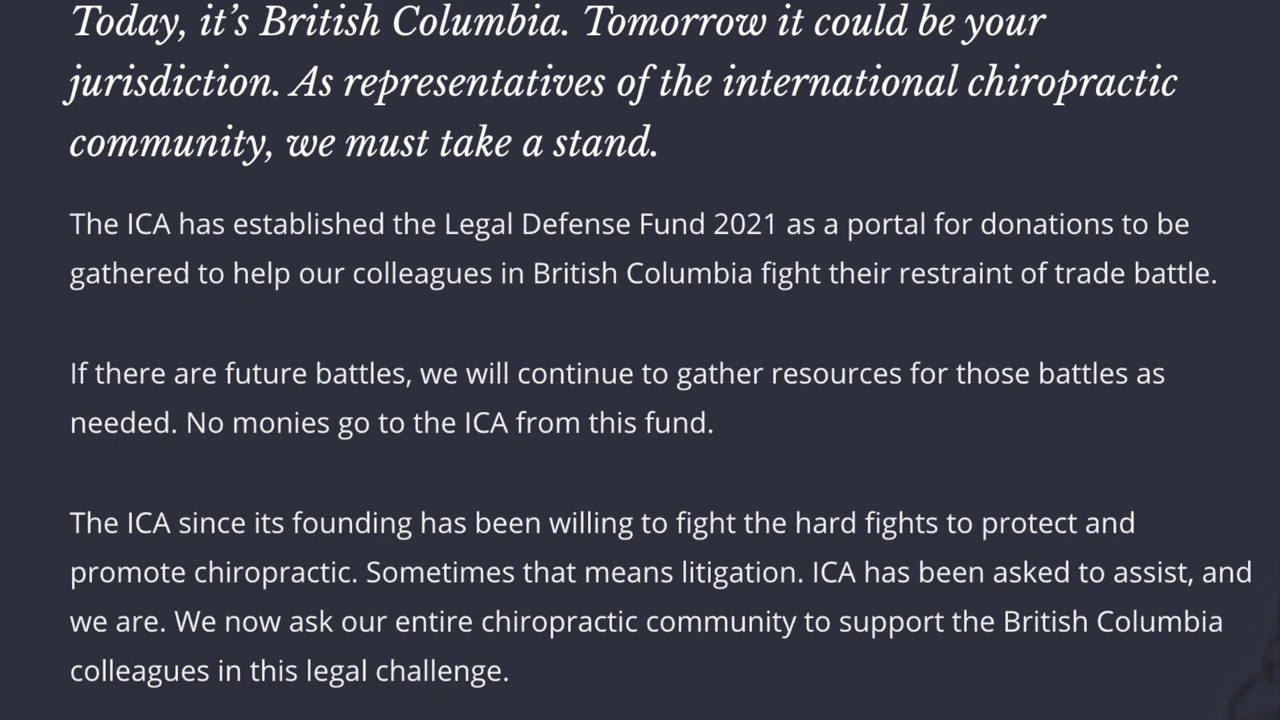 Today, it’s British Columbia. Tomorrow it could be your
jurisdiction. As representatives of the international chiropractic
community, we must take a stand.
The ICA has established the Legal Defense Fund 2021 as a portal for donations to be
gathered to help our colleagues in British Columbia fight their restraint of trade battle.
If there are future battles, we will continue to gather resources for those battles as
needed. No monies go to the ICA from this fund.
The ICA since its founding has been willing to fight the hard fights to protect and
promote chiropractic. Sometimes that means litigation. ICA has been asked to assist, and
we are. We now ask our entire chiropractic community to support the British Columbia
colleagues in this legal challenge.